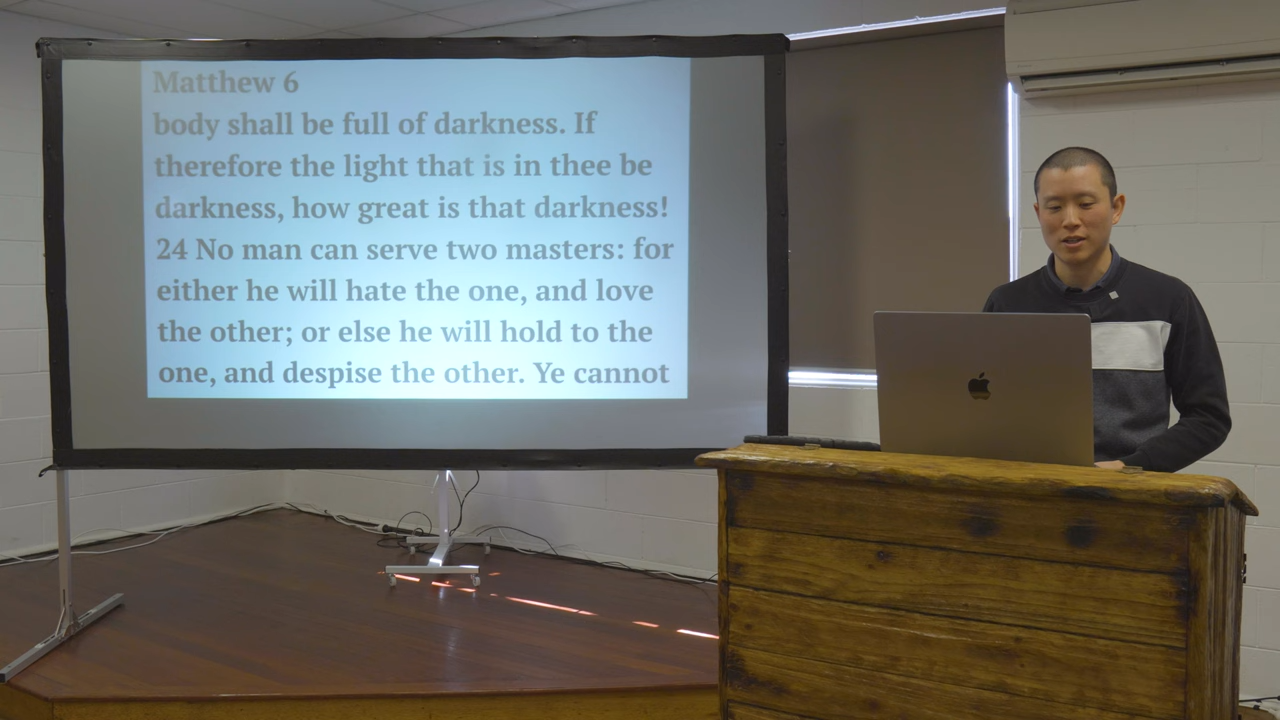 Matthew 6
body shall be full of darkness. If
therefore the light that is in thee be
darkness, how great is that darkness!
24 No man can serve two masters: for
either he will hate the one, and love
the other; or else he will hold to the
one, and despise the other. Ye cannot